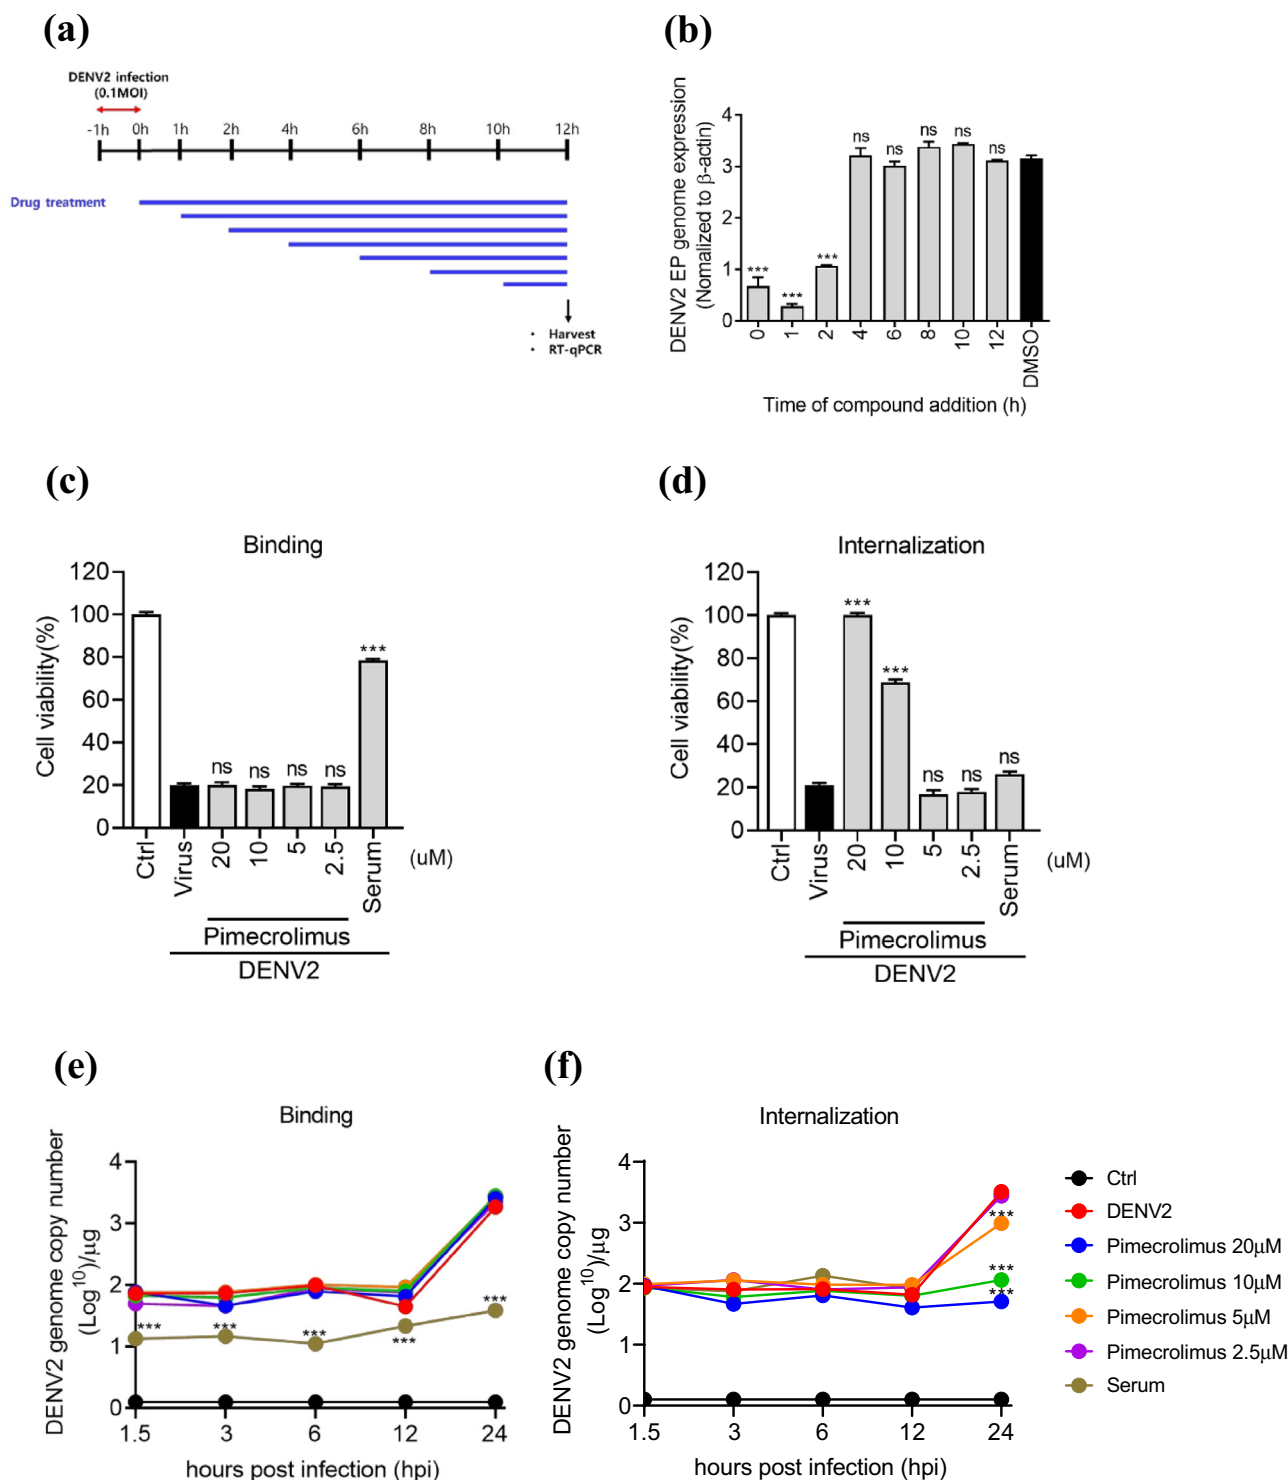 (a)
DENV2 infection
(0.1MOI)
-1h 0h 1h 2h 4h 6h 8h 10h 12h
Drug treatment
• Harvest
• RT-qPCR
(b)
DENV2 EP genome expression
(Nomalized to β-actin)
4
3
2
1
0
*** *** *** ns ns ns ns ns
0 1 2 4 6 8 10 12 DMSO
Time of compound addition (h)
(c)
Binding
Cell viability(%)
120
100
80
60
40
20
0
ns ns ns ns ***
Ctrl Virus 20 10 5 2.5 Serum (uM)
Pimecrolimus
DENV2
(d)
Internalization
Cell viability(%)
120
100
80
60
40
20
0
*** *** ns ns ns
Ctrl Virus 20 10 5 2.5 Serum (uM)
Pimecrolimus
DENV2
(e)
Binding
DENV2 genome copy number
(Log10)/μg
4
3
2
1
0
*** *** *** *** ***
1.5 3 6 12 24
hours post infection (hpi)
(f)
Internalization
DENV2 genome copy number
(Log10)/μg
4
3
2
1
0
***
***
***
1.5 3 6 12 24
hours post infection (hpi)
Ctrl
DENV2
Pimecrolimus 20μM
Pimecrolimus 10μM
Pimecrolimus 5μM
Pimecrolimus 2.5μM
Serum